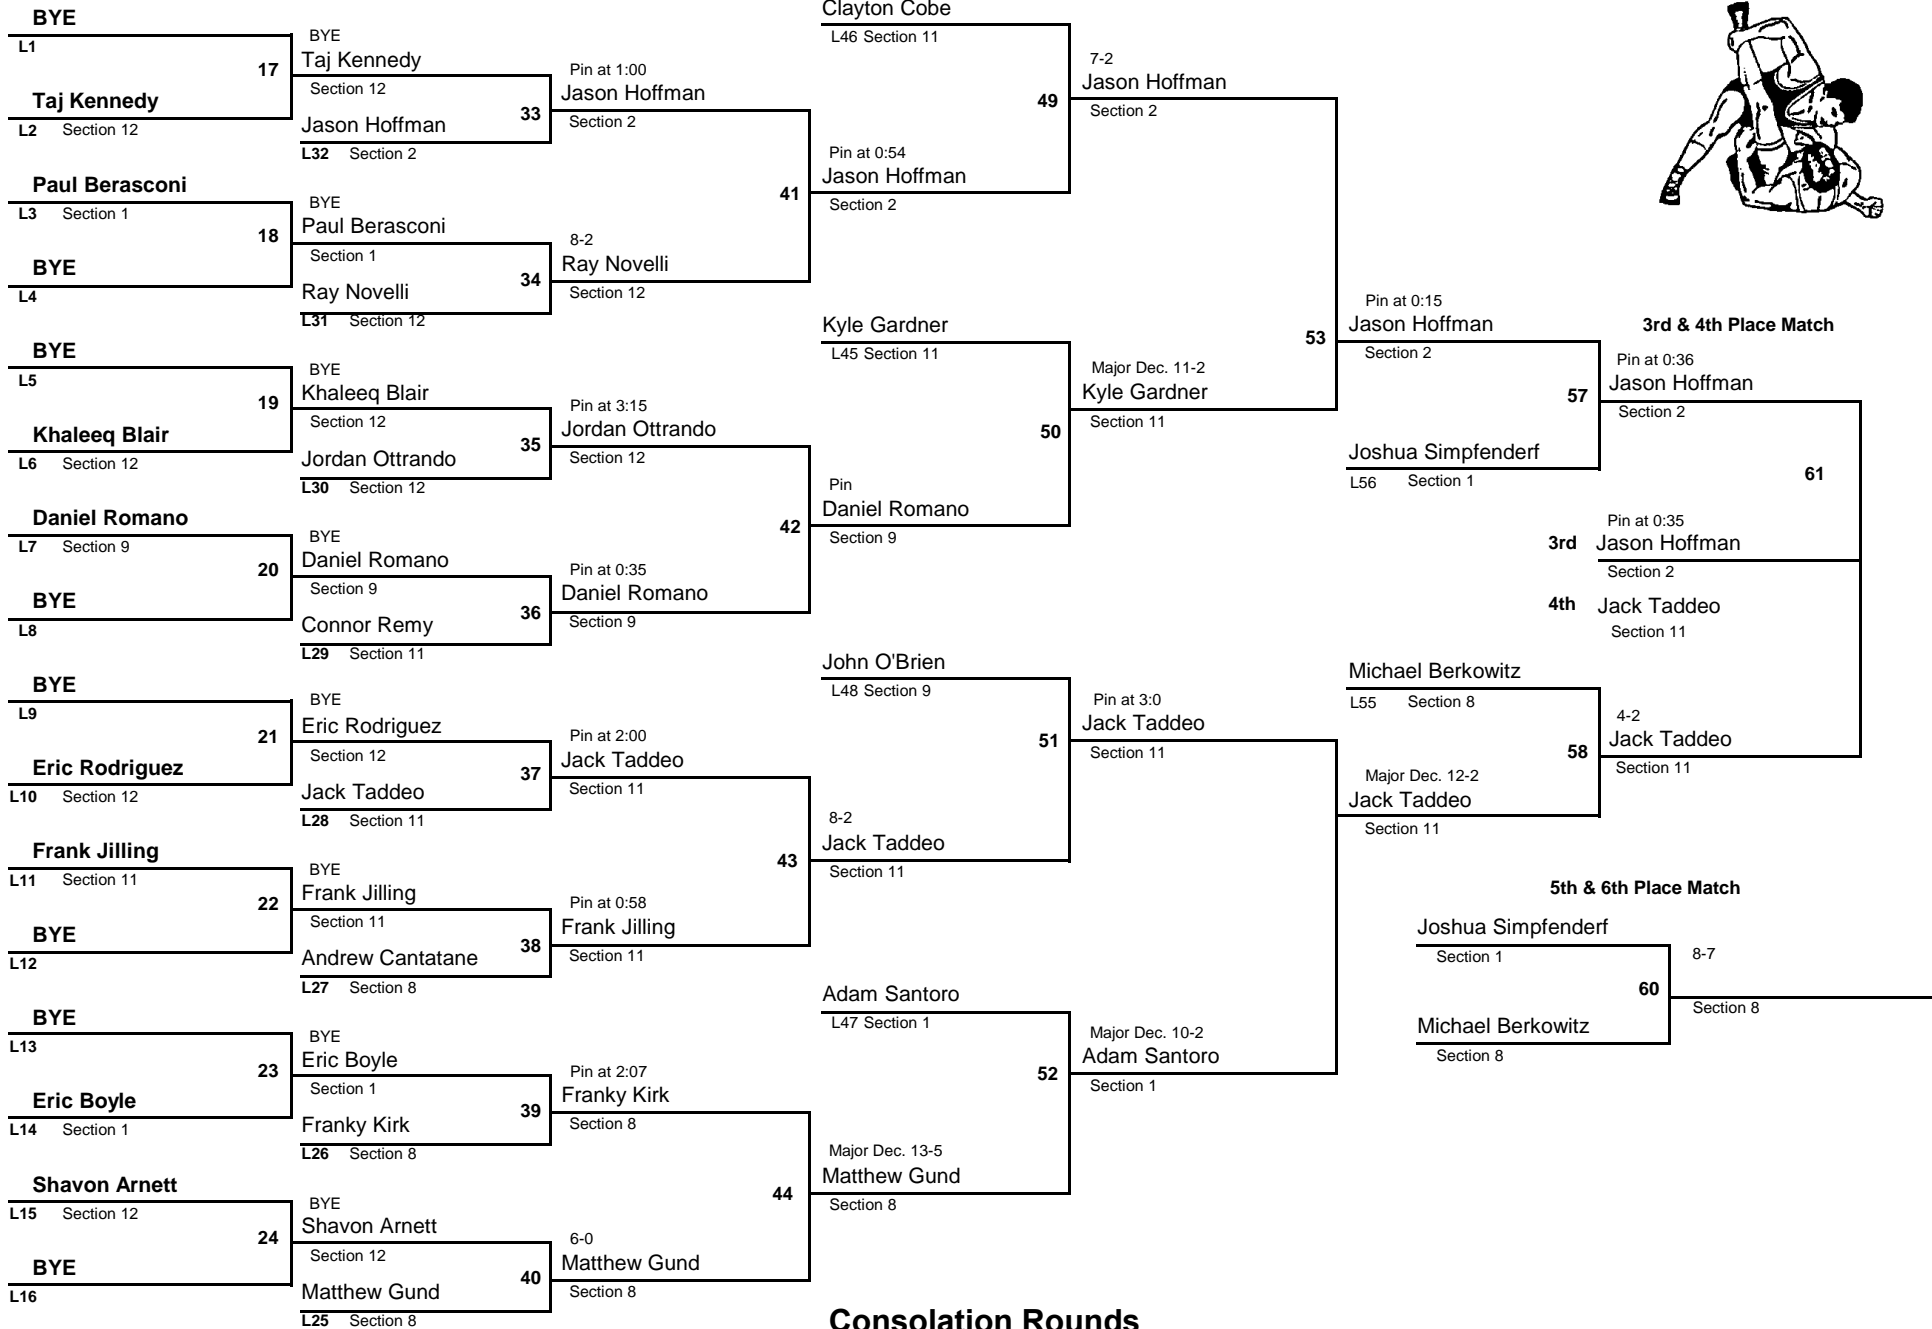 BYE
L1
17
Taj Kennedy
L2 Section 12
Paul Berasconi
L3 Section 1
18
BYE
L4
BYE
L5
19
Khaleeq Blair
L6 Section 12
Daniel Romano
L7 Section 9
20
BYE
L8
BYE
L9
21
Eric Rodriguez
L10 Section 12
Frank Jilling
L11 Section 11
22
BYE
L12
BYE
L13
23
Eric Boyle
L14 Section 1
Shavon Arnett
L15 Section 12
24
BYE
L16
BYE
Taj Kennedy
Section 12
33
Jason Hoffman
L32 Section 2
BYE
Paul Berasconi
Section 1
34
Ray Novelli
L31 Section 12
BYE
Khaleeq Blair
Section 12
35
Jordan Ottrando
L30 Section 12
BYE
Daniel Romano
Section 9
36
Connor Remy
L29 Section 11
BYE
Eric Rodriguez
Section 12
37
Jack Taddeo
L28 Section 11
BYE
Frank Jilling
Section 11
38
Andrew Cantatane
L27 Section 8
BYE
Eric Boyle
Section 1
39
Franky Kirk
L26 Section 8
BYE
Shavon Arnett
Section 12
40
Matthew Gund
L25 Section 8
Pin at 1:00
Jason Hoffman
Section 2
41
8-2
Ray Novelli
Section 12
Pin at 3:15
Jordan Ottrando
Section 12
42
Pin at 0:35
Daniel Romano
Section 9
Pin at 2:00
Jack Taddeo
Section 11
43
Pin at 0:58
Frank Jilling
Section 11
Pin at 2:07
Franky Kirk
Section 8
44
6-0
Matthew Gund
Section 8
Clayton Cobe
L46 Section 11
49
Pin at 0:54
Jason Hoffman
Section 2
Kyle Gardner
L45 Section 11
50
Pin
Daniel Romano
Section 9
John O'Brien
L48 Section 9
51
8-2
Jack Taddeo
Section 11
Adam Santoro
L47 Section 1
52
Major Dec. 13-5
Matthew Gund
Section 8
7-2
Jason Hoffman
Section 2
53
Major Dec. 11-2
Kyle Gardner
Section 11
Pin at 3:0
Jack Taddeo
Section 11
Major Dec. 10-2
Adam Santoro
Section 1
Pin at 0:15
Jason Hoffman
Section 2
57
Joshua Simpfenderf
L56 Section 1
Michael Berkowitz
L55 Section 8
58
Major Dec. 12-2
Jack Taddeo
Section 11
3rd & 4th Place Match
Pin at 0:36
Jason Hoffman
Section 2
61
Pin at 0:35
3rd Jason Hoffman
Section 2
4th Jack Taddeo
Section 11
4-2
Jack Taddeo
Section 11
5th & 6th Place Match
Joshua Simpfenderf
Section 1
60
8-7
Section 8
Michael Berkowitz
Section 8
Consolation Rounds